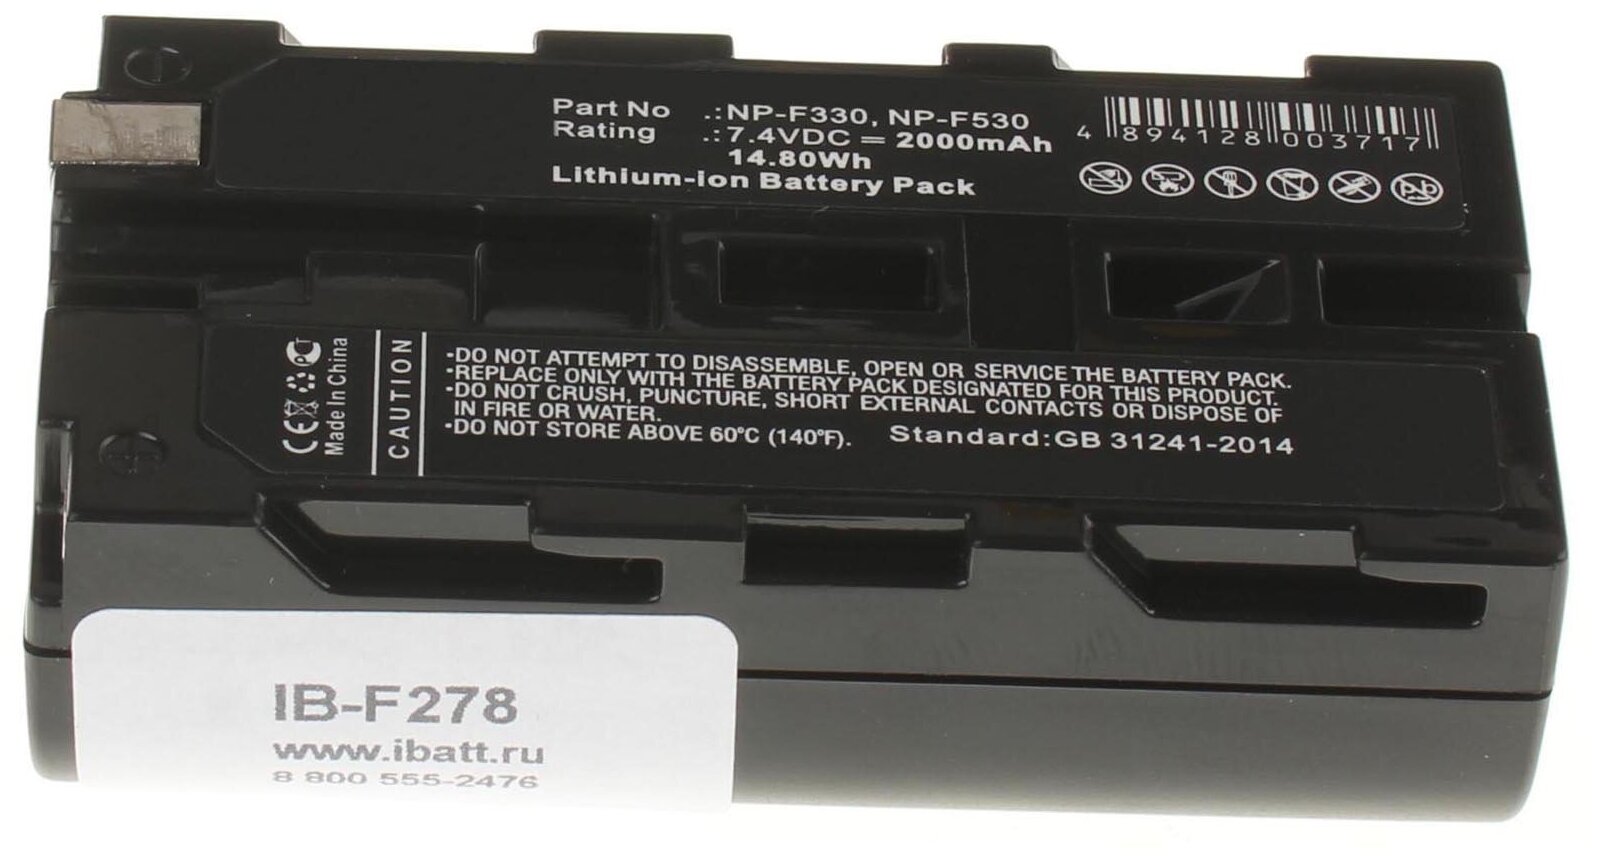 Part No .: NP-F330, NP-F530
Rating .: 7.4VDC = 2000mAh
14.80Wh
Lithium-ion Battery Pack
4 894128 003717
Made in China
CAUTION
·DO NOT ATTEMPT TO DISASSEMBLE, OPEN OR SERVICE THE BATTERY PACK.
·REPLACE ONLY WITH THE BATTERY PACK DESIGNATED FOR THIS PRODUCT.
·DO NOT CRUSH, PUNCTURE, SHORT EXTERNAL CONTACTS OR DISPOSE OF
IN FIRE OR WATER.
·DO NOT STORE ABOVE 60°C (140°F). Standard:GB 31241-2014
IB-F278
www.ibatt.ru
8 800 555-2476